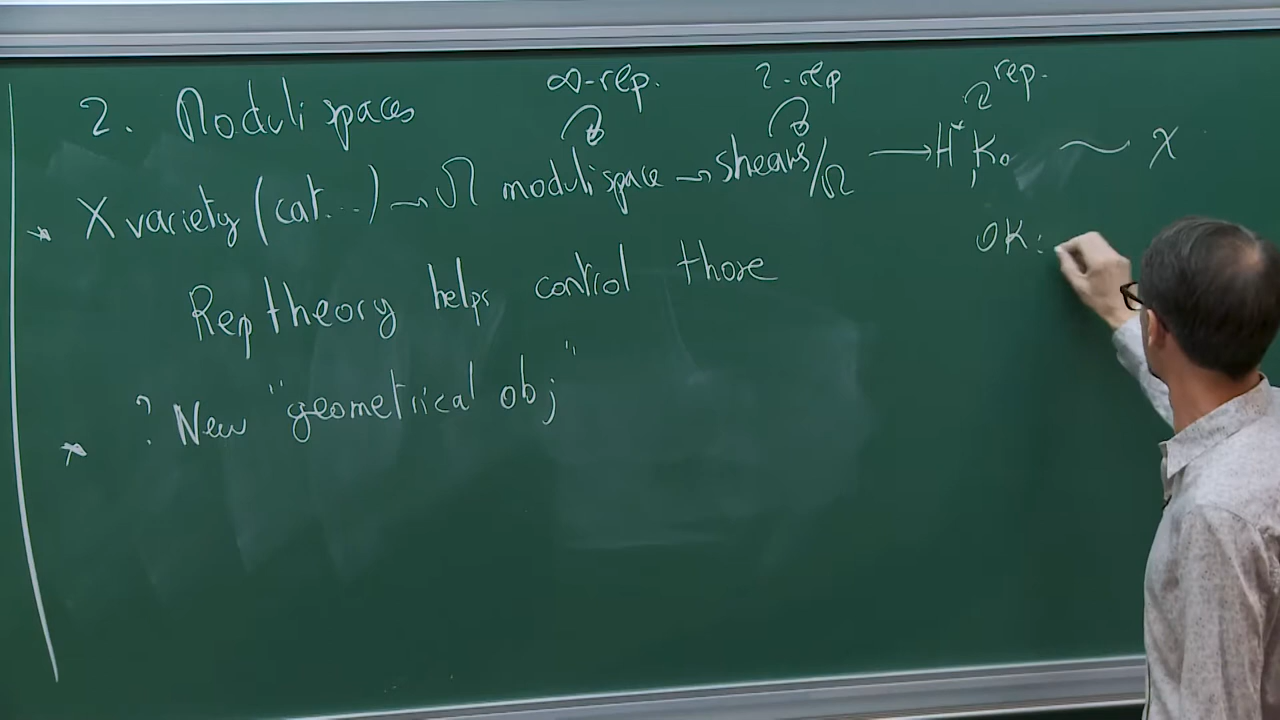 ∞-rep. 2-rep rep.
2. Moduli spaces
* X variety (cat...) → M moduli space → sheaves/M → H*, K₀ ~ X
OK:
Rep theory helps control those
* ? New "geometrical obj"